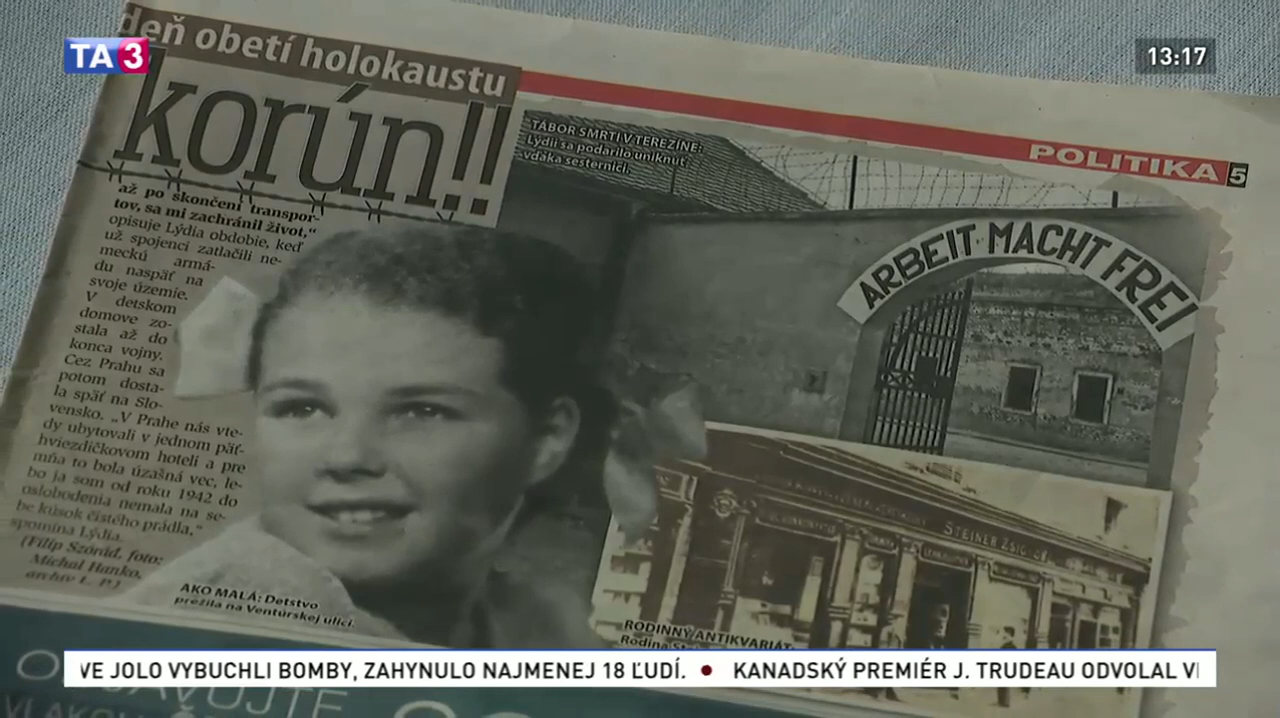 TA3
13:17
deň obetí holokaustu
korún!!
POLITIKA 5
TÁBOR SMRTI V TEREZÍNE:
Lýdii sa podarilo uniknúť
vďaka sesternici.
až po skončení transpor-
tov, sa mi zachránil život,“
opisuje Lýdia obdobie, keď
už spojenci zatlačili ne-
meckú armá-
du naspäť na
svoje územie.
V detskom
domove zo-
stala až do
konca vojny.
Cez Prahu sa
potom dosta-
la späť na Slo-
vensko. „V Prahe nás vte-
dy ubytovali v jednom päť-
hviezdičkovom hoteli a pre
mňa to bola úžasná vec, le-
bo ja som od roku 1942 do
oslobodenia nemala na se-
be kúsok čistého prádla,“
spomína Lýdia.
(Filip Szórád, foto:
Michal Hanko,
archív L. P.)
ARBEIT MACHT FREI
STEINER ZSIG
AKO MALÁ: Detstvo
prežila na Ventúrskej ulici.
RODINNÝ ANTIKVARIÁT:
Rodina
VE JOLO VYBUCHLI BOMBY, ZAHYNULO NAJMENEJ 18 ĽUDÍ. • KANADSKÝ PREMIÉR J. TRUDEAU ODVOLAL